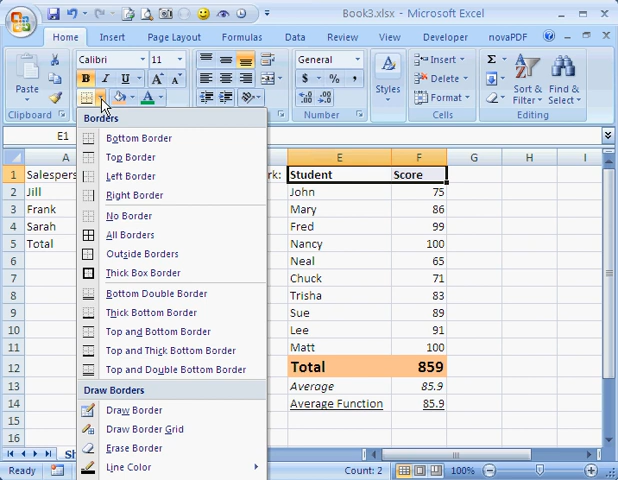 Book3.xlsx - Microsoft Excel
Home Insert Page Layout Formulas Data Review View Developer novaPDF
Calibri 11 General Insert
Paste B I U A A $ % , Styles Delete Sort & Filter Find & Select
A Format
Clipboard Number Cells Editing
E1
A E F G H I
Borders
Bottom Border
Top Border
Left Border
Right Border
No Border
All Borders
Outside Borders
Thick Box Border
Bottom Double Border
Thick Bottom Border
Top and Bottom Border
Top and Thick Bottom Border
Top and Double Bottom Border
Draw Borders
Draw Border
Draw Border Grid
Erase Border
Line Color
1 Salespers rk: Student Score
2 Jill John 75
3 Frank Mary 86
4 Sarah Fred 99
5 Total Nancy 100
6 Neal 65
7 Chuck 71
8 Trisha 83
9 Sue 89
10 Lee 91
11 Matt 100
12 Total 859
13 Average 85.9
14 Average Function 85.9
15
16
Sh
Ready Count: 2 100%